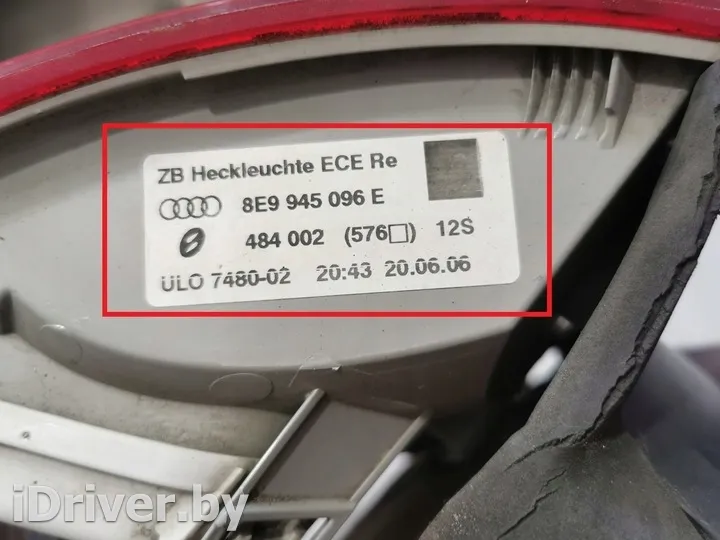 ZB Heckleuchte ECE Re
8E9 945 096 E
484 002 (576□) 12S
ULO 7480-02 20:43 20.06.06
iDriver.by